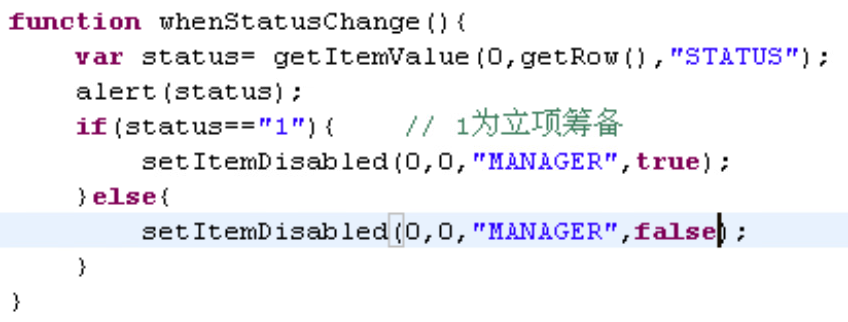 function whenStatusChange(){
    var status= getItemValue(0,getRow(),"STATUS");
    alert(status);
    if(status=="1"){    // 1为立项筹备
        setItemDisabled(0,0,"MANAGER",true);
    }else{
        setItemDisabled(0,0,"MANAGER",false);
    }
}